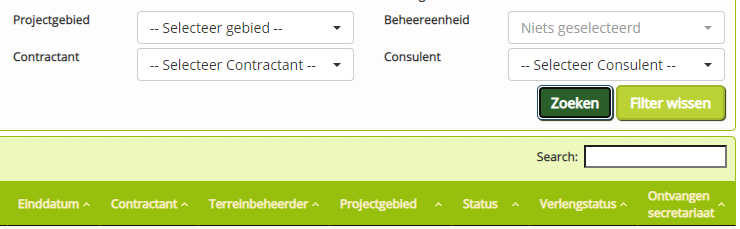 Projectgebied -- Selecteer gebied -- Beheereenheid Niets geselecteerd
Contractant -- Selecteer Contractant -- Consulent -- Selecteer Consulent --
Zoeken Filter wissen
Search:
Einddatum Contractant Terreinbeheerder Projectgebied Status Verlengstatus Ontvangen
secretariaat